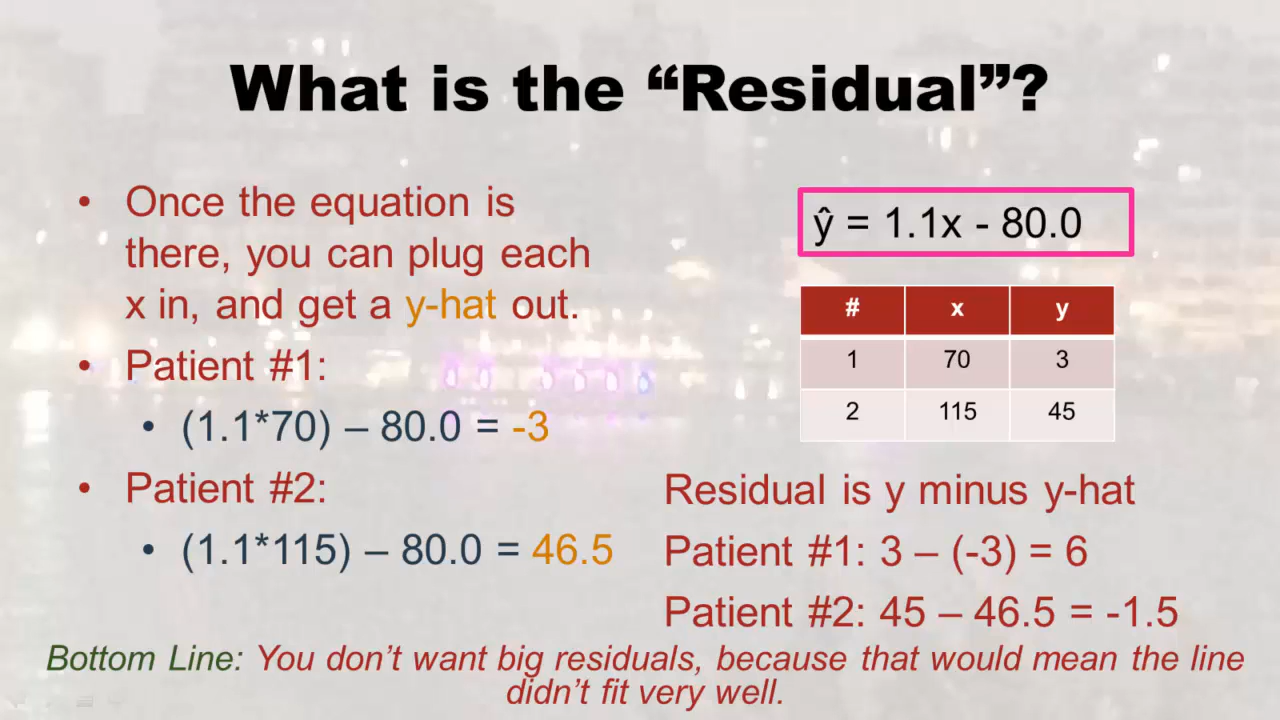 What is the “Residual”?
• Once the equation is
there, you can plug each
x in, and get a y-hat out.
• Patient #1:
• (1.1*70) – 80.0 = -3
• Patient #2:
• (1.1*115) – 80.0 = 46.5
ŷ = 1.1x - 80.0
# x y
1 70 3
2 115 45
Residual is y minus y-hat
Patient #1: 3 – (-3) = 6
Patient #2: 45 – 46.5 = -1.5
Bottom Line: You don’t want big residuals, because that would mean the line
didn’t fit very well.